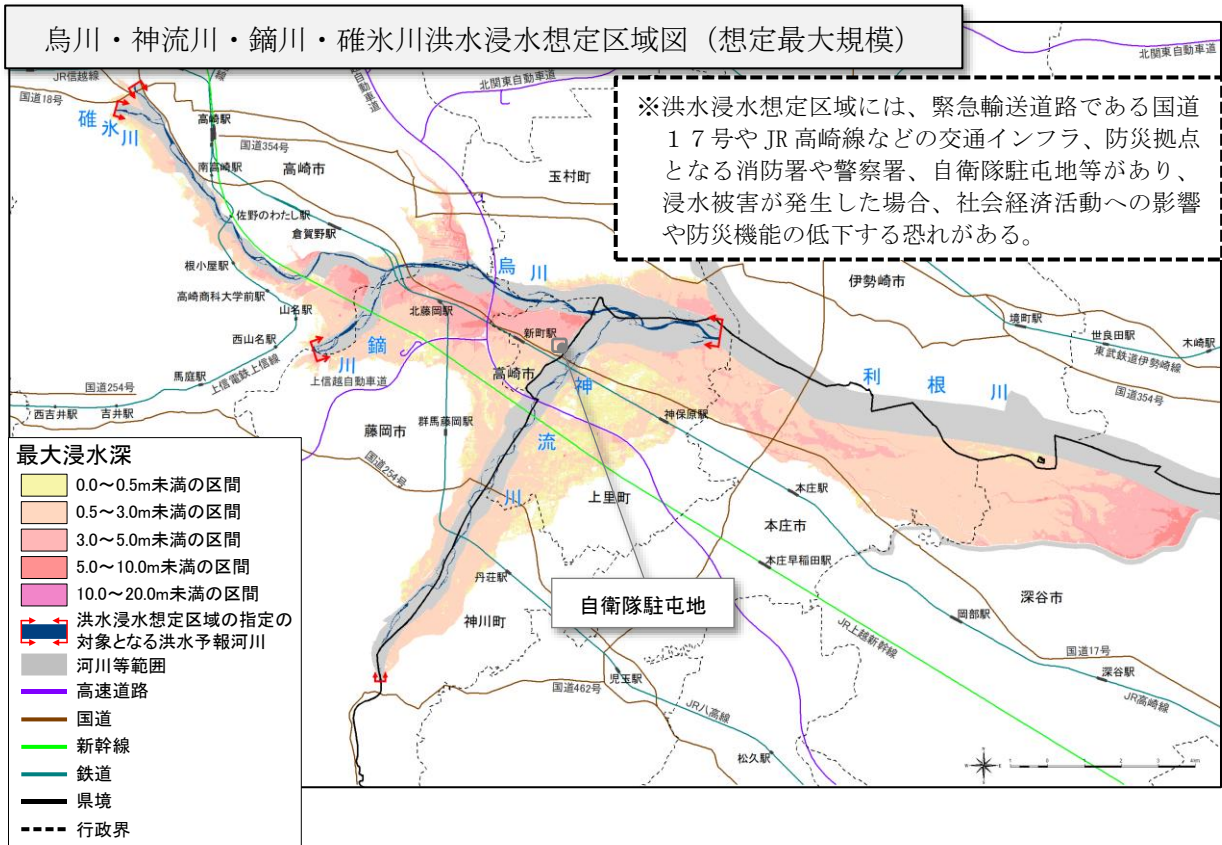 烏川・神流川・鏑川・碓氷川洪水浸水想定区域図（想定最大規模）
※洪水浸水想定区域には、緊急輸送道路である国道
１７号や JR 高崎線などの交通インフラ、防災拠点
となる消防署や警察署、自衛隊駐屯地等があり、
浸水被害が発生した場合、社会経済活動への影響
や防災機能の低下する恐れがある。
JR信越線
国道18号
碓氷川
高崎駅
国道354号
南高崎駅
高崎市
自動車道
北関東自動車道
北関東自動車道
玉村町
佐野のわたし駅
倉賀野駅
根小屋駅
高崎商科大学前駅
山名駅
西山名駅
馬庭駅
上信電鉄上信線
国道254号
西吉井駅
吉井駅
烏川
北藤岡駅
新町駅
鏑川
上信越自動車道
高崎市
神流川
伊勢崎市
境町駅
世良田駅
木崎駅
東武鉄道伊勢崎線
利根川
国道354号
藤岡市
群馬藤岡駅
国道254号
神保原駅
上里町
本庄駅
本庄市
本庄早稲田駅
丹荘駅
神川町
自衛隊駐屯地
岡部駅
深谷市
国道17号
深谷駅
JR高崎線
JR上越新幹線
国道462号
児玉駅
JR八高線
松久駅
最大浸水深
0.0～0.5m未満の区間
0.5～3.0m未満の区間
3.0～5.0m未満の区間
5.0～10.0m未満の区間
10.0～20.0m未満の区間
洪水浸水想定区域の指定の
対象となる洪水予報河川
河川等範囲
高速道路
国道
新幹線
鉄道
県境
行政界